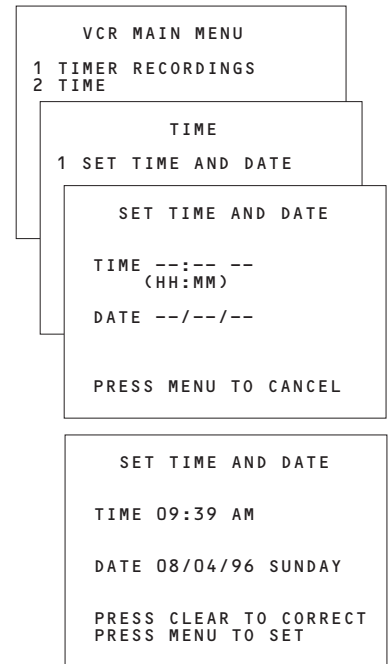 VCR MAIN MENU
1 TIMER RECORDINGS
2 TIME
TIME
1 SET TIME AND DATE
SET TIME AND DATE
TIME --:-- --
(HH:MM)
DATE --/--/--
PRESS MENU TO CANCEL
SET TIME AND DATE
TIME 09:39 AM
DATE 08/04/96 SUNDAY
PRESS CLEAR TO CORRECT
PRESS MENU TO SET